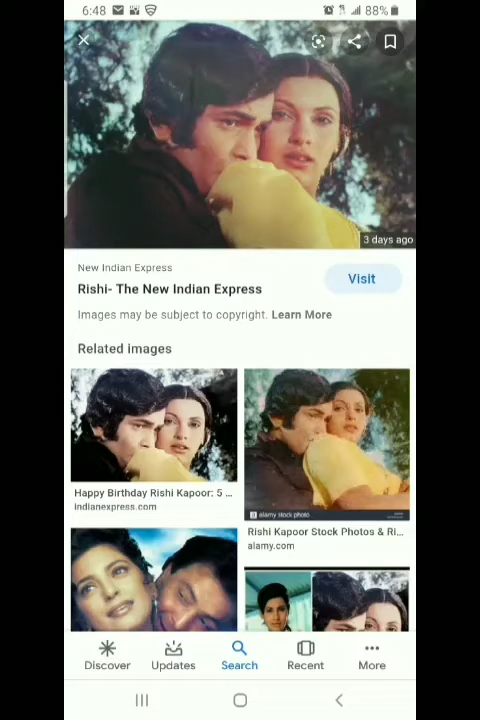 6:48
88%
3 days ago
New Indian Express
Visit
Rishi- The New Indian Express
Images may be subject to copyright. Learn More
Related images
Happy Birthday Rishi Kapoor: 5 ...
indianexpress.com
a alamy stock photo
Rishi Kapoor Stock Photos & Ri...
alamy.com
Discover
Updates
Search
Recent
More